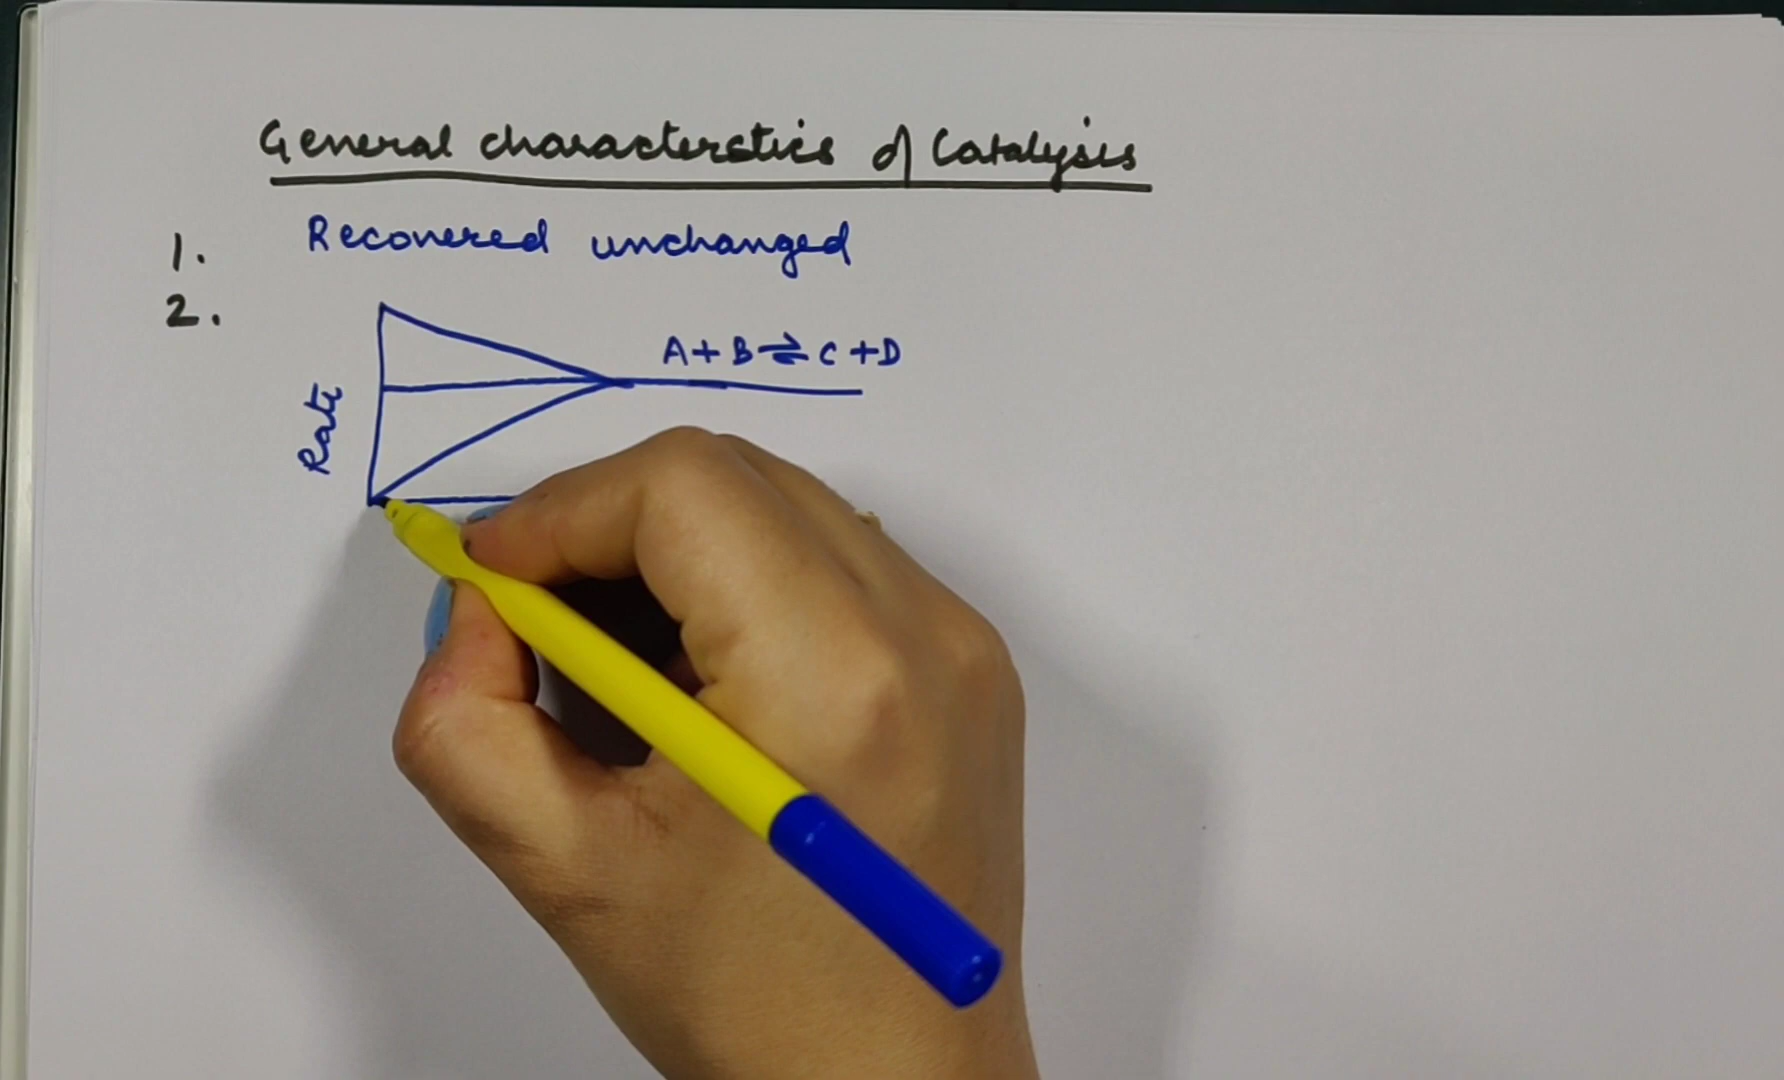 General characterstics of Catalysis
1. Recovered unchanged
2.
A + B ⇌ C + D
Rate